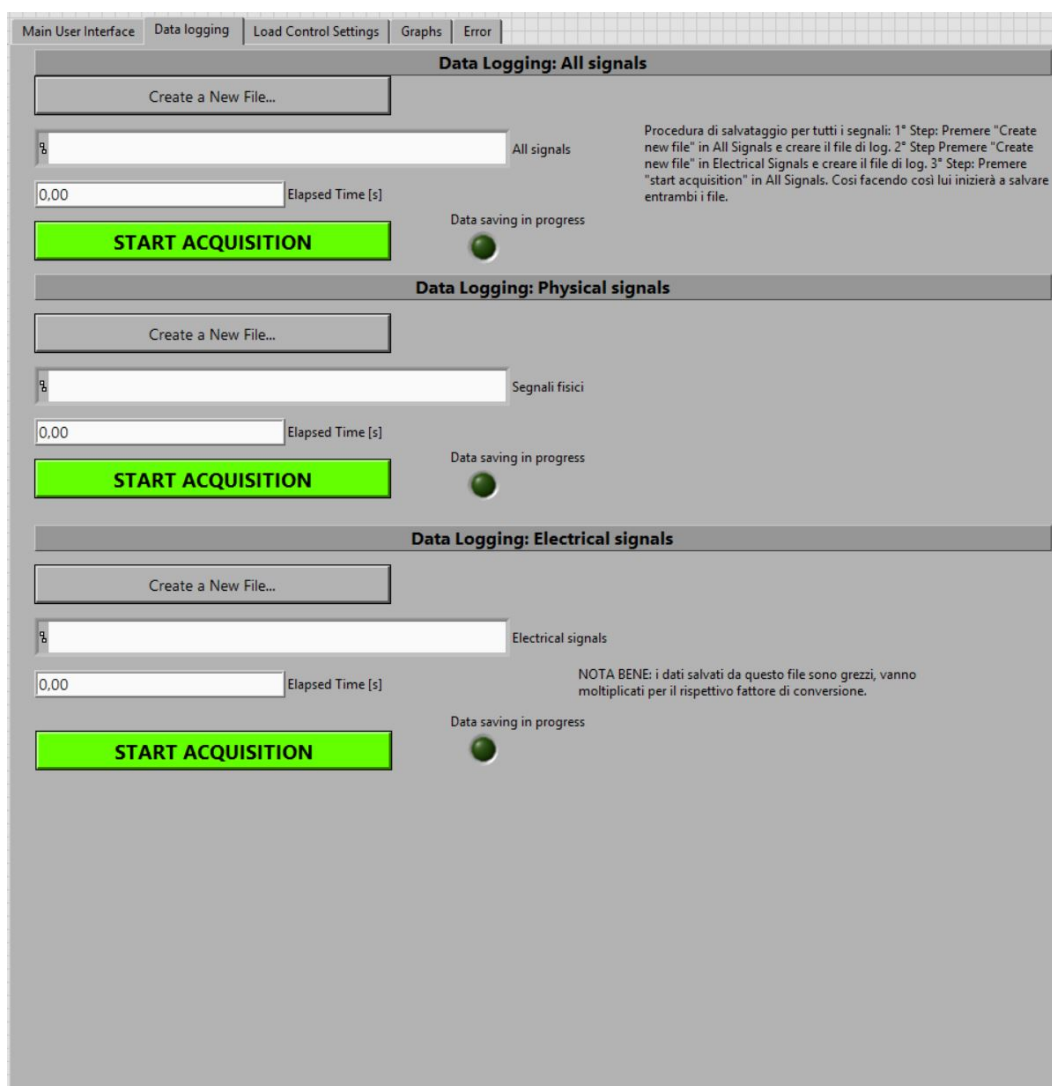 Main User Interface Data logging Load Control Settings Graphs Error
Data Logging: All signals
Create a New File...
All signals
Procedura di salvataggio per tutti i segnali: 1° Step: Premere "Create
new file" in All Signals e creare il file di log. 2° Step Premere "Create
new file" in Electrical Signals e creare il file di log. 3° Step: Premere
"start acquisition" in All Signals. Cosi facendo così lui inizierà a salvare
entrambi i file.
0,00 Elapsed Time [s]
Data saving in progress
START ACQUISITION
Data Logging: Physical signals
Create a New File...
Segnali fisici
0,00 Elapsed Time [s]
Data saving in progress
START ACQUISITION
Data Logging: Electrical signals
Create a New File...
Electrical signals
0,00 Elapsed Time [s]
NOTA BENE: i dati salvati da questo file sono grezzi, vanno
moltiplicati per il rispettivo fattore di conversione.
Data saving in progress
START ACQUISITION